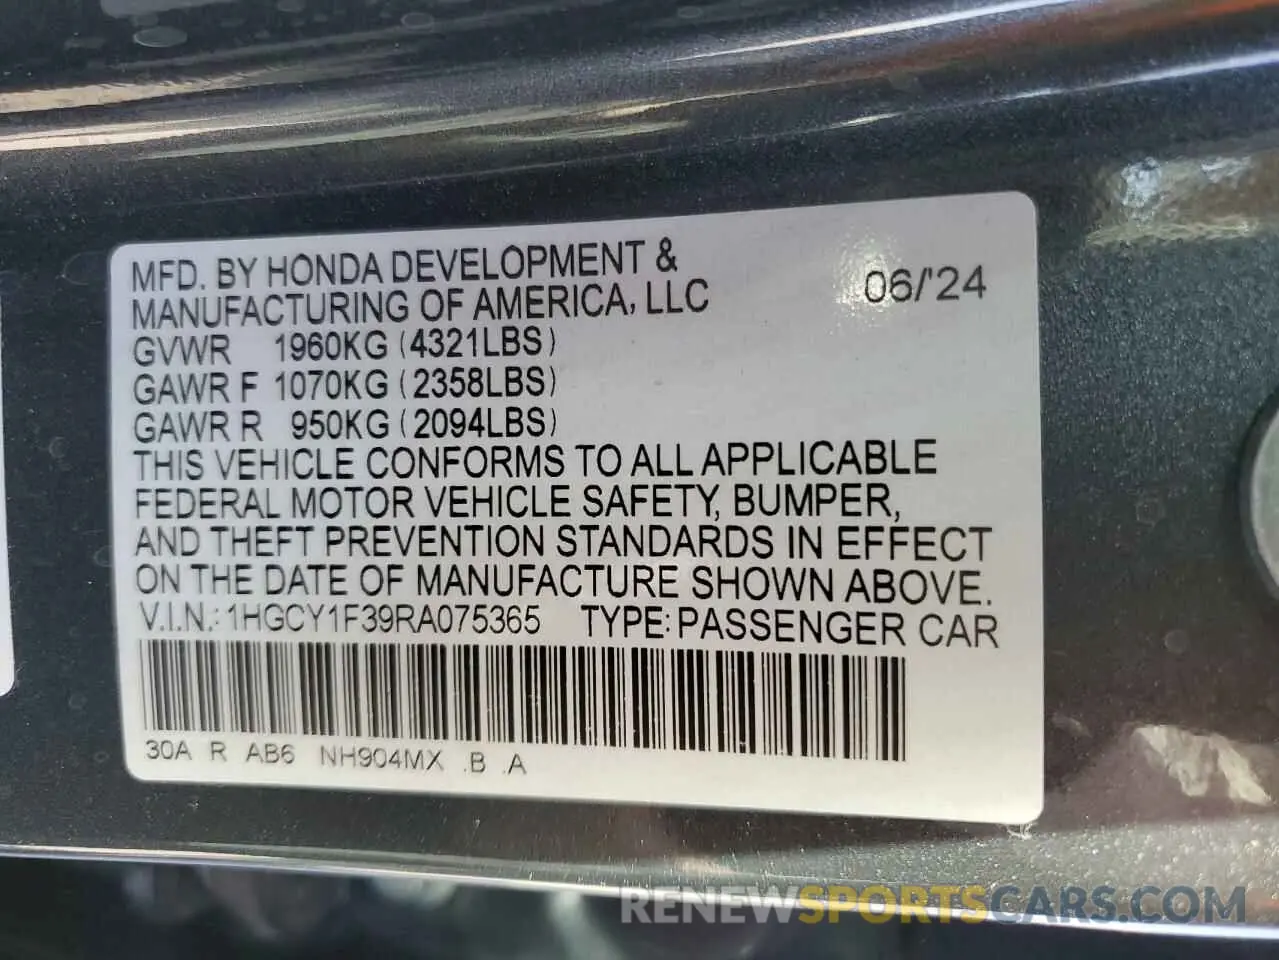 MFD. BY HONDA DEVELOPMENT &
MANUFACTURING OF AMERICA, LLC 06/'24
GVWR 1960KG (4321LBS)
GAWR F 1070KG (2358LBS)
GAWR R 950KG (2094LBS)
THIS VEHICLE CONFORMS TO ALL APPLICABLE
FEDERAL MOTOR VEHICLE SAFETY, BUMPER,
AND THEFT PREVENTION STANDARDS IN EFFECT
ON THE DATE OF MANUFACTURE SHOWN ABOVE.
V.I.N.: 1HGCY1F39RA075365 TYPE: PASSENGER CAR
30A R AB6 NH904MX .B .A
RENEWSPORTSCARS.COM